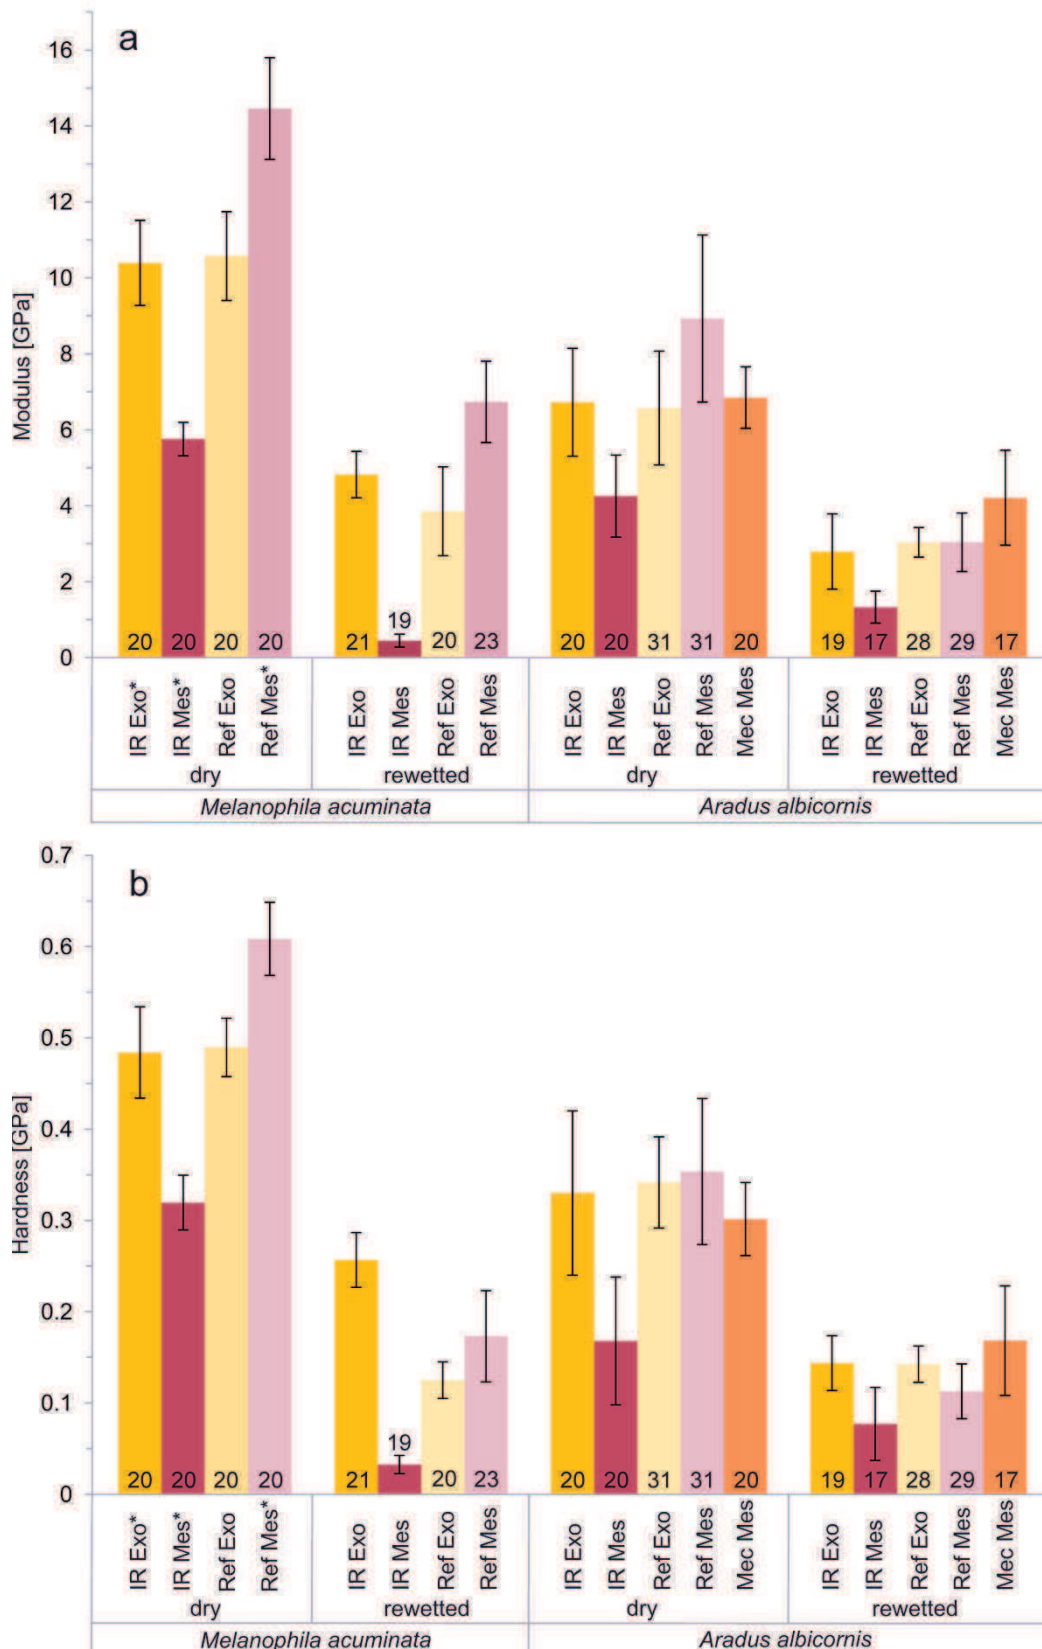 a
16
14
12
10
8
6
4
2
0
Modulus [GPa]
20 20 20 20 21 19 20 23 20 20 31 31 20 19 17 28 29 17
IR Exo* IR Mes* Ref Exo Ref Mes* IR Exo IR Mes Ref Exo Ref Mes IR Exo IR Mes Ref Exo Ref Mes Mec Mes IR Exo IR Mes Ref Exo Ref Mes Mec Mes
dry rewetted dry rewetted
Melanophila acuminata Aradus albicornis
b
0.7
0.6
0.5
0.4
0.3
0.2
0.1
0
Hardness [GPa]
20 20 20 20 21 19 20 23 20 20 31 31 20 19 17 28 29 17
IR Exo* IR Mes* Ref Exo Ref Mes* IR Exo IR Mes Ref Exo Ref Mes IR Exo IR Mes Ref Exo Ref Mes Mec Mes IR Exo IR Mes Ref Exo Ref Mes Mec Mes
dry rewetted dry rewetted
Melanophila acuminata Aradus albicornis